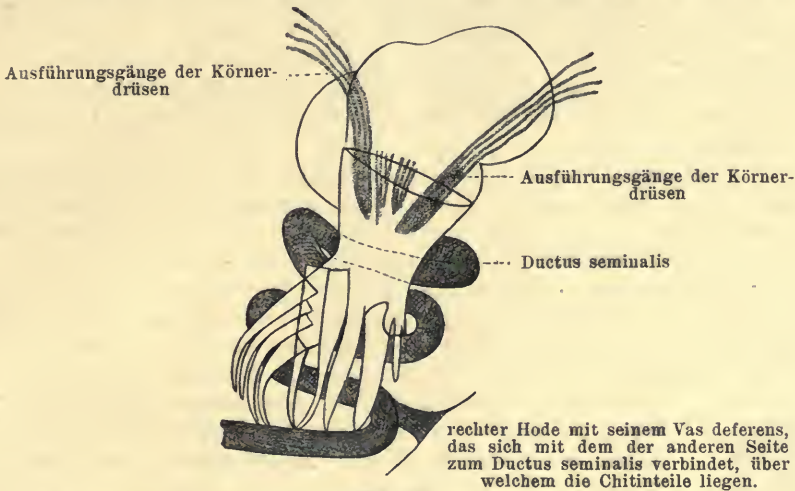 Ausführungsgänge der Körner-
drüsen
Ausführungsgänge der Körner-
drüsen
Ductus seminalis
rechter Hode mit seinem Vas deferens,
das sich mit dem der anderen Seite
zum Ductus seminalis verbindet, über
welchem die Chitinteile liegen.